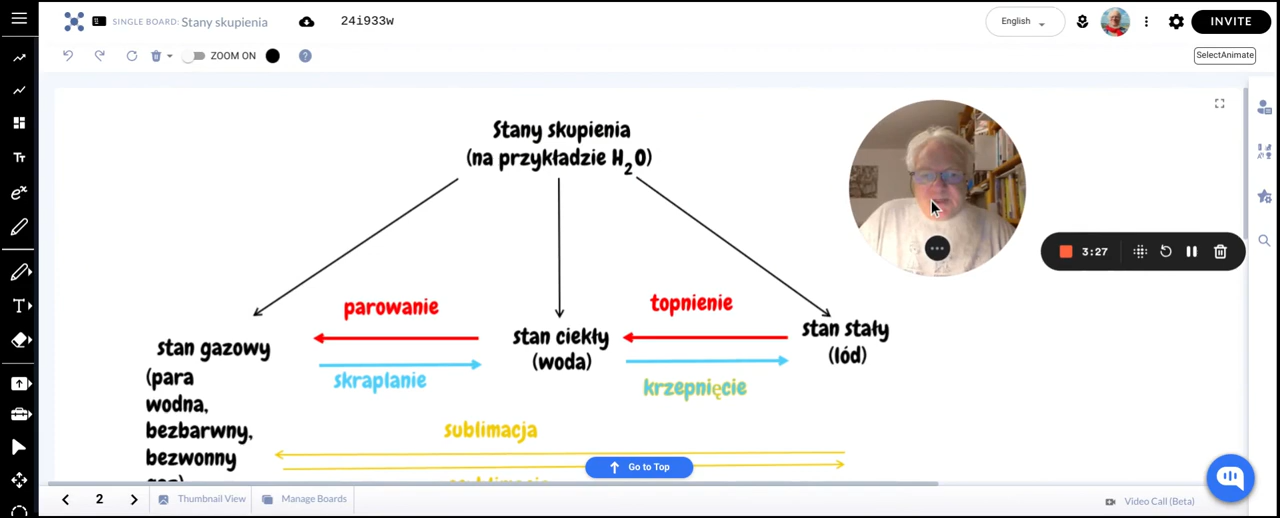 SINGLE BOARD: Stany skupienia
24i933w
English
INVITE
ZOOM ON
SelectAnimate
Stany skupienia
(na przykładzie H2O)
3:27
parowanie
topnienie
stan gazowy
stan ciekły
(woda)
stan stały
(lód)
skraplanie
krzepnięcie
(para
wodna,
bezbarwny,
bezwonny
sublimacja
Go to Top
2
Thumbnail View
Manage Boards
Video Call (Beta)